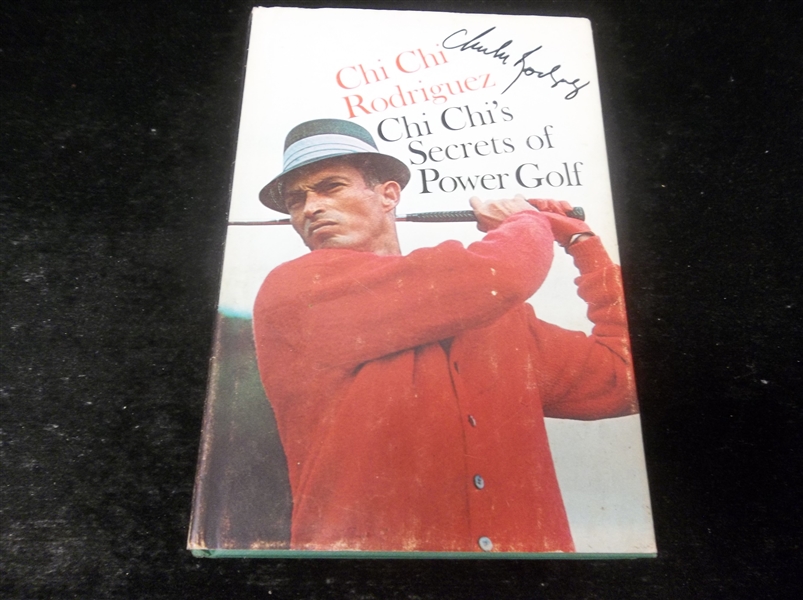 Chi Chi
Rodriguez
Chi Chi's
Secrets of
Power Golf